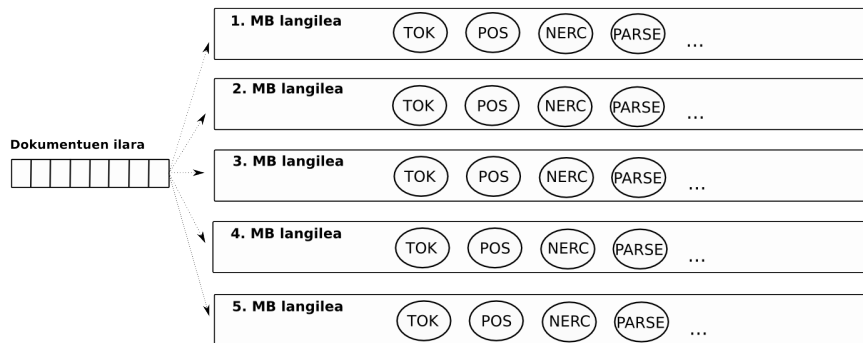 1. MB langilea
TOK POS NERC PARSE ...
2. MB langilea
TOK POS NERC PARSE ...
Dokumentuen ilara
3. MB langilea
TOK POS NERC PARSE ...
4. MB langilea
TOK POS NERC PARSE ...
5. MB langilea
TOK POS NERC PARSE ...